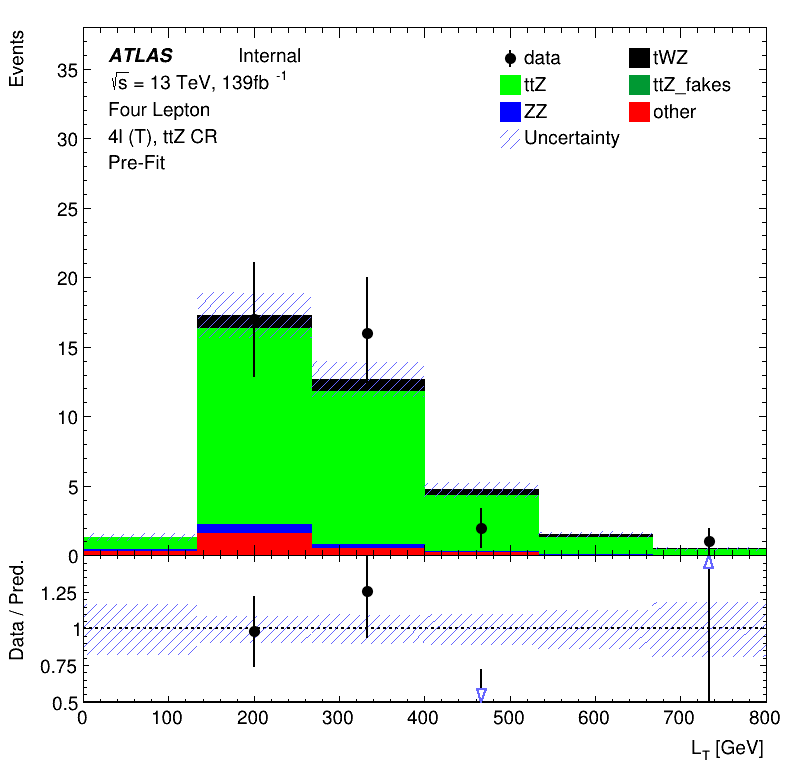 Events
ATLAS Internal
√s = 13 TeV, 139fb -1
Four Lepton
4l (T), ttZ CR
Pre-Fit
data tWZ
ttZ ttZ_fakes
ZZ other
Uncertainty
35
30
25
20
15
10
5
0
Data / Pred.
1.25
1
0.75
0.5
0 100 200 300 400 500 600 700 800
LT [GeV]